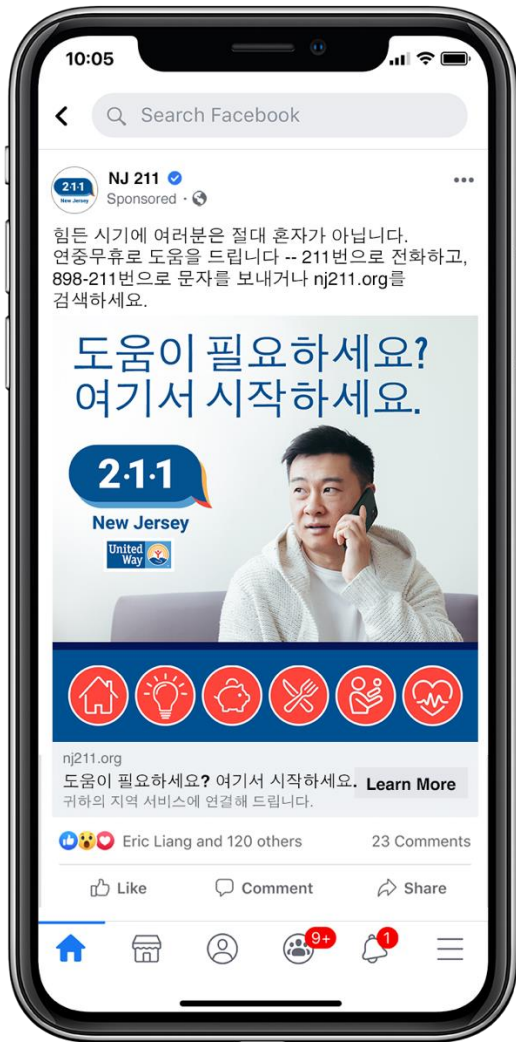 10:05
Search Facebook
2·1·1
New Jersey
NJ 211
Sponsored ·
힘든 시기에 여러분은 절대 혼자가 아닙니다.
연중무휴로 도움을 드립니다 -- 211번으로 전화하고,
898-211번으로 문자를 보내거나 nj211.org를
검색하세요.
도움이 필요하세요?
여기서 시작하세요.
2·1·1
New Jersey
United
Way
nj211.org
도움이 필요하세요? 여기서 시작하세요. Learn More
귀하의 지역 서비스에 연결해 드립니다.
Eric Liang and 120 others 23 Comments
Like Comment Share
9+ 1